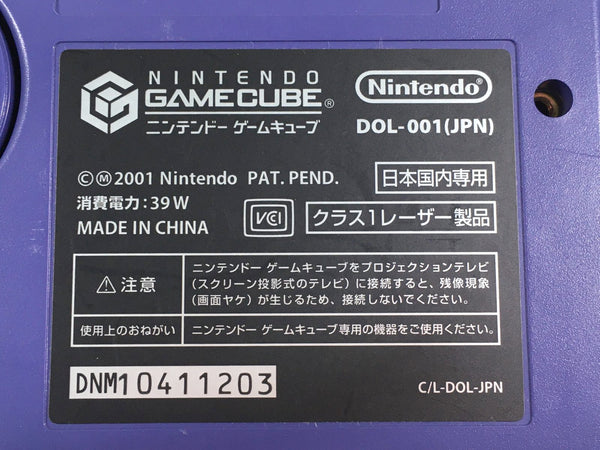 NINTENDO
GAMECUBE®
ニンテンドー ゲームキューブ
Nintendo®
DOL-001(JPN)
©Ⓜ2001 Nintendo PAT. PEND.
日本国内専用
消費電力:39W
MADE IN CHINA
VCI
クラス1レーザー製品
⚠注意
ニンテンドー ゲームキューブをプロジェクションテレビ
(スクリーン投影式のテレビ)に接続すると、残像現象
(画面ヤケ)が生じるため、接続しないでください。
使用上のおねがい
ニンテンドー ゲームキューブ専用の機器をご使用ください。
DNM10411203
C/L-DOL-JPN